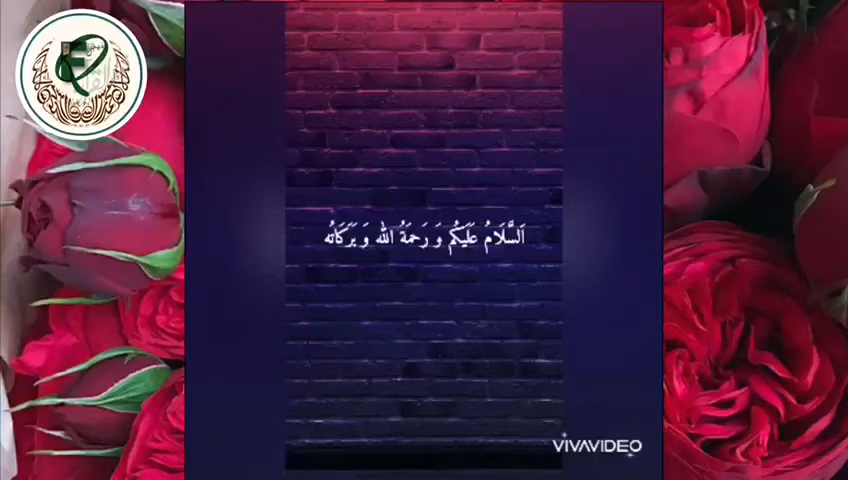 اَلسَّلَامُ عَلَيْكُم وَ رَحْمَةُ الله وَ بَرَكَاتُه
VIVAVIDEO